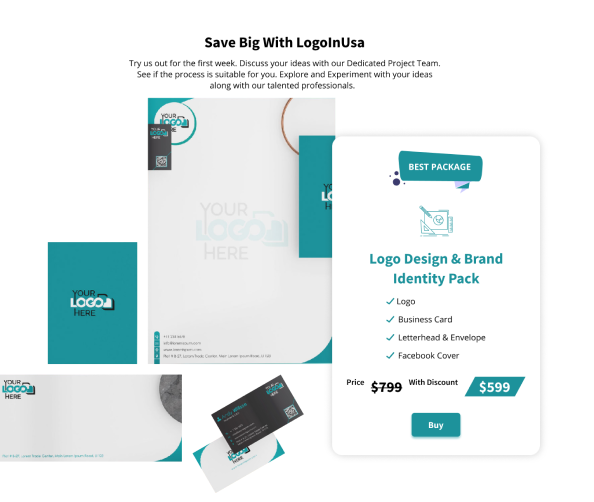 Save Big With LogoInUsa
Try us out for the first week. Discuss your ideas with our Dedicated Project Team.
See if the process is suitable for you. Explore and Experiment with your ideas
along with our talented professionals.
YOUR
LOGO
HERE
YOUR
LOGO
HERE
YOUR
LOGO
HERE
YOUR
LOGO
HERE
YOUR
LOGO
HERE
BEST PACKAGE
Logo Design & Brand
Identity Pack
Logo
Business Card
Letterhead & Envelope
Facebook Cover
Price $799 With Discount $599
Buy